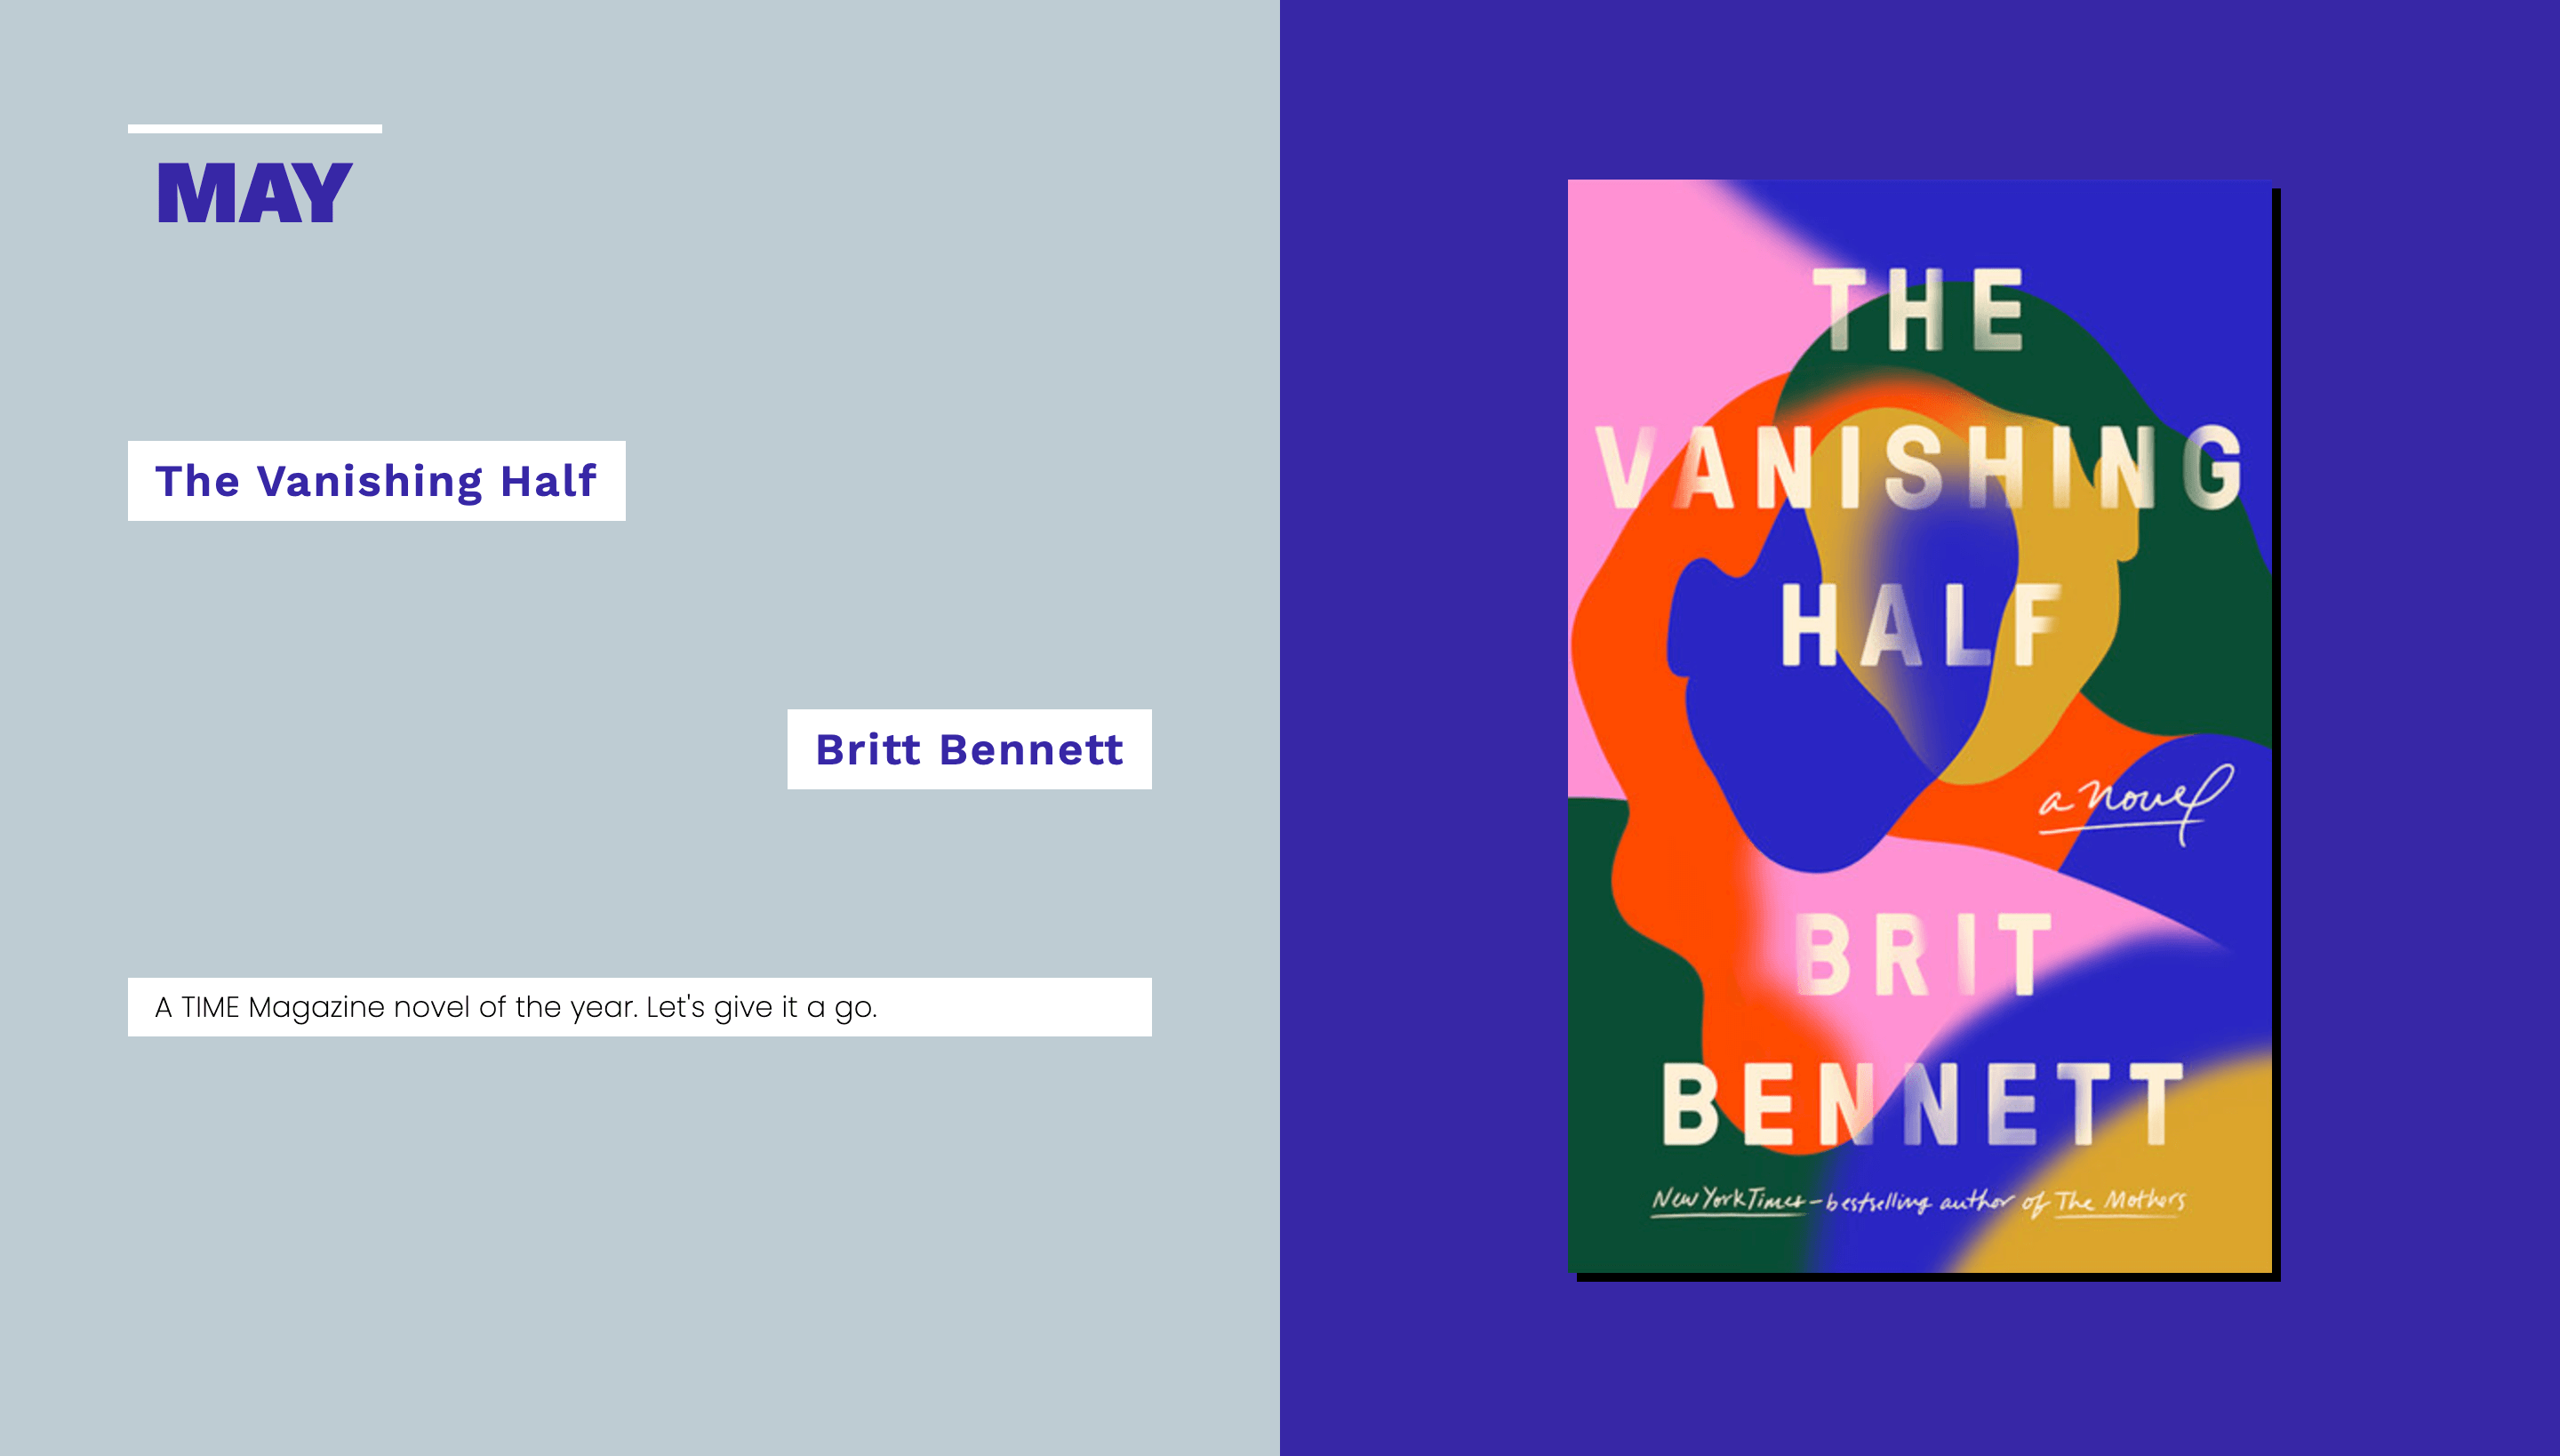 MAY
The Vanishing Half
Britt Bennett
A TIME Magazine novel of the year. Let's give it a go.
THE
VANISHING
HALF
a novel
BRIT
BENNETT
New York Times-bestselling author of The Mothers